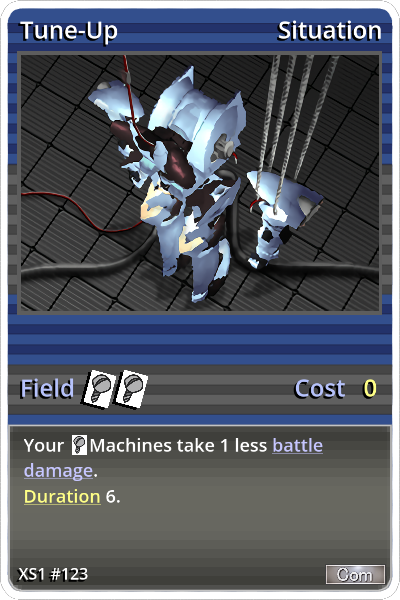 Tune-Up Situation
Field Cost 0
Your Machines take 1 less battle
damage.
Duration 6.
XS1 #123 Com